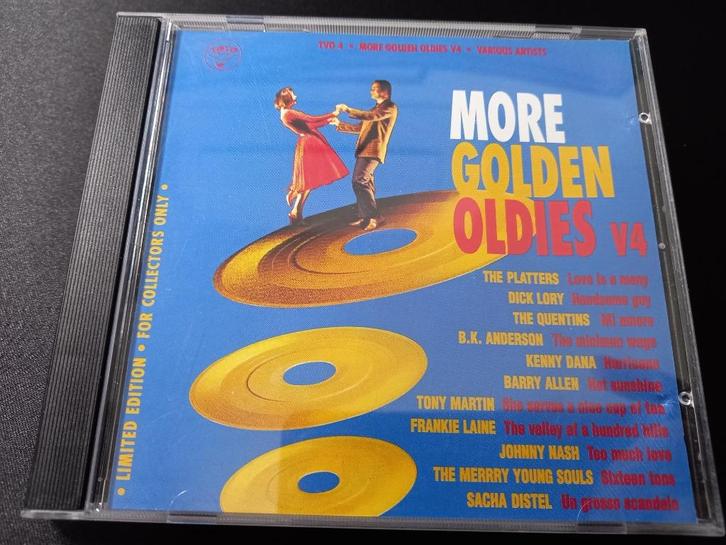 TVO 4 • MORE GOLDEN OLDIES V4 • VARIOUS ARTISTS
MORE
GOLDEN
OLDIES V4
THE PLATTERS Love is a many
DICK LORY Handsome guy
THE QUENTINS Mi amore
B.K. ANDERSON The minimum wage
KENNY DANA Hurricane
BARRY ALLEN Hot sunshine
TONY MARTIN She serves a nice cup of tea
FRANKIE LAINE The valley of a hundred hills
JOHNNY NASH Too much love
THE MERRRY YOUNG SOULS Sixteen tons
SACHA DISTEL Un grosso scandale
• LIMITED EDITION • FOR COLLECTORS ONLY •